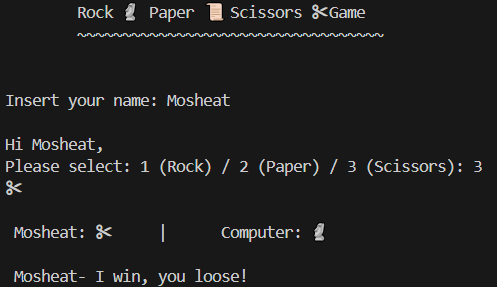 Rock 🗿 Paper 📜 Scissors ✂Game
~~~~~~~~~~~~~~~~~~~~~~~~~~~~~~~~~~
Insert your name: Mosheat
Hi Mosheat,
Please select: 1 (Rock) / 2 (Paper) / 3 (Scissors): 3
✂
Mosheat: ✂ | Computer: 🗿
Mosheat- I win, you loose!